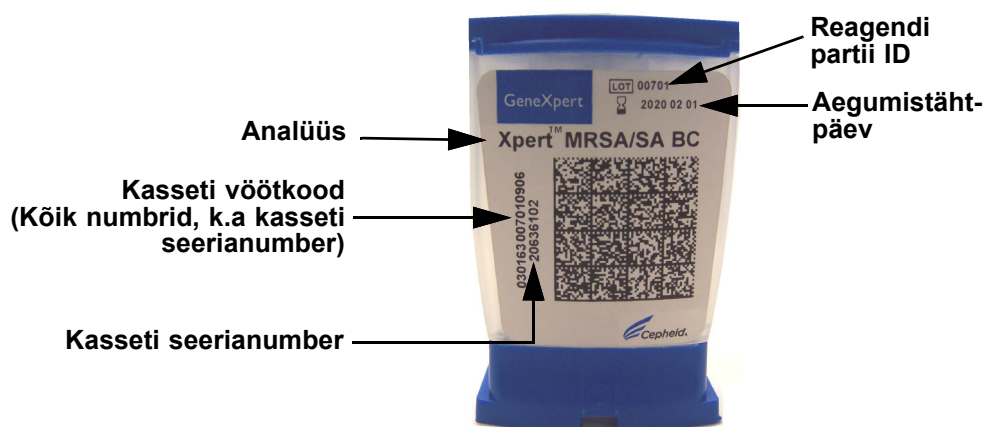 Reagendi
partii ID
Aegumistäht-
päev
Analüüs
Kasseti vöötkood
(Kõik numbrid, k.a kasseti
seerianumber)
Kasseti seerianumber
GeneXpert
LOT 00701
2020 02 01
Xpert™ MRSA/SA BC
030163007010906
20636102
Cepheid.